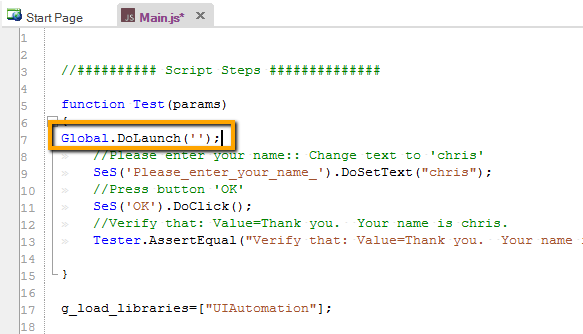 Start Page
JS Main.js* X
1
2
3 //########## Script Steps ##############
4
5 function Test(params)
6 {
7 Global.DoLaunch('');
8 » //Please enter your name:: Change text to 'chris'
9 » SeS('Please_enter_your_name_').DoSetText("chris");
10 » //Press button 'OK'
11 » SeS('OK').DoClick();
12 » //Verify that: Value=Thank you.  Your name is chris.
13 » Tester.AssertEqual("Verify that: Value=Thank you.  Your name
14
15 }
16
17 g_load_libraries=["UIAutomation"];
18